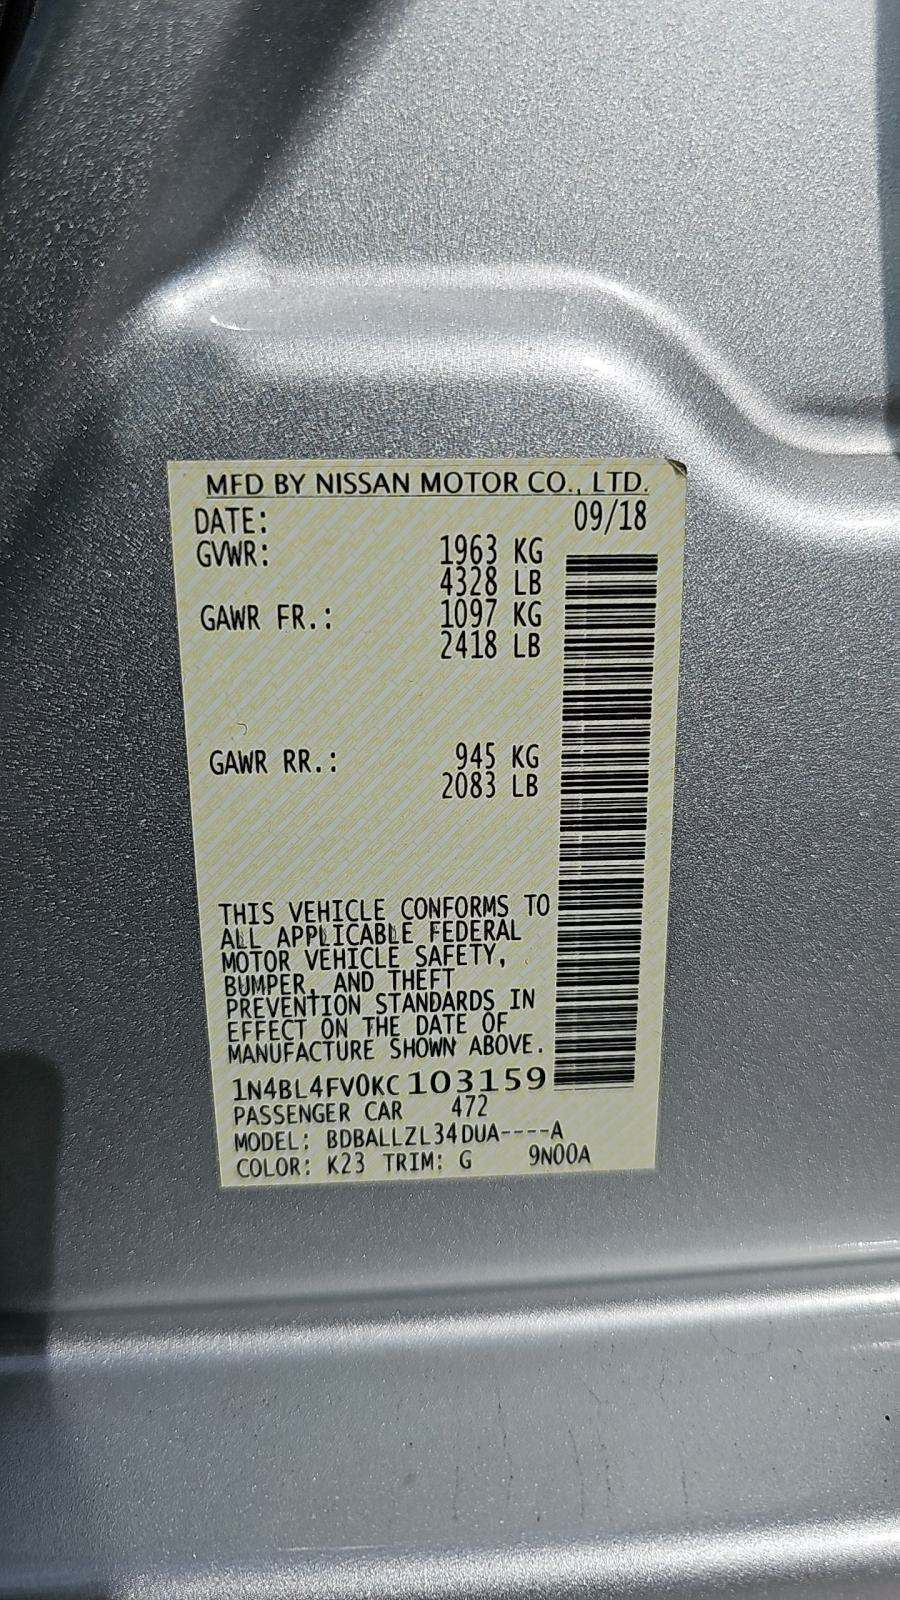 MFD BY NISSAN MOTOR CO., LTD.
DATE: 09/18
GVWR: 1963 KG
4328 LB
GAWR FR.: 1097 KG
2418 LB
GAWR RR.: 945 KG
2083 LB
THIS VEHICLE CONFORMS TO
ALL APPLICABLE FEDERAL
MOTOR VEHICLE SAFETY,
BUMPER, AND THEFT
PREVENTION STANDARDS IN
EFFECT ON THE DATE OF
MANUFACTURE SHOWN ABOVE.
1N4BL4FV0KC103159
PASSENGER CAR 472
MODEL: BDBALLZL34DUA----A
COLOR: K23 TRIM: G 9N00A